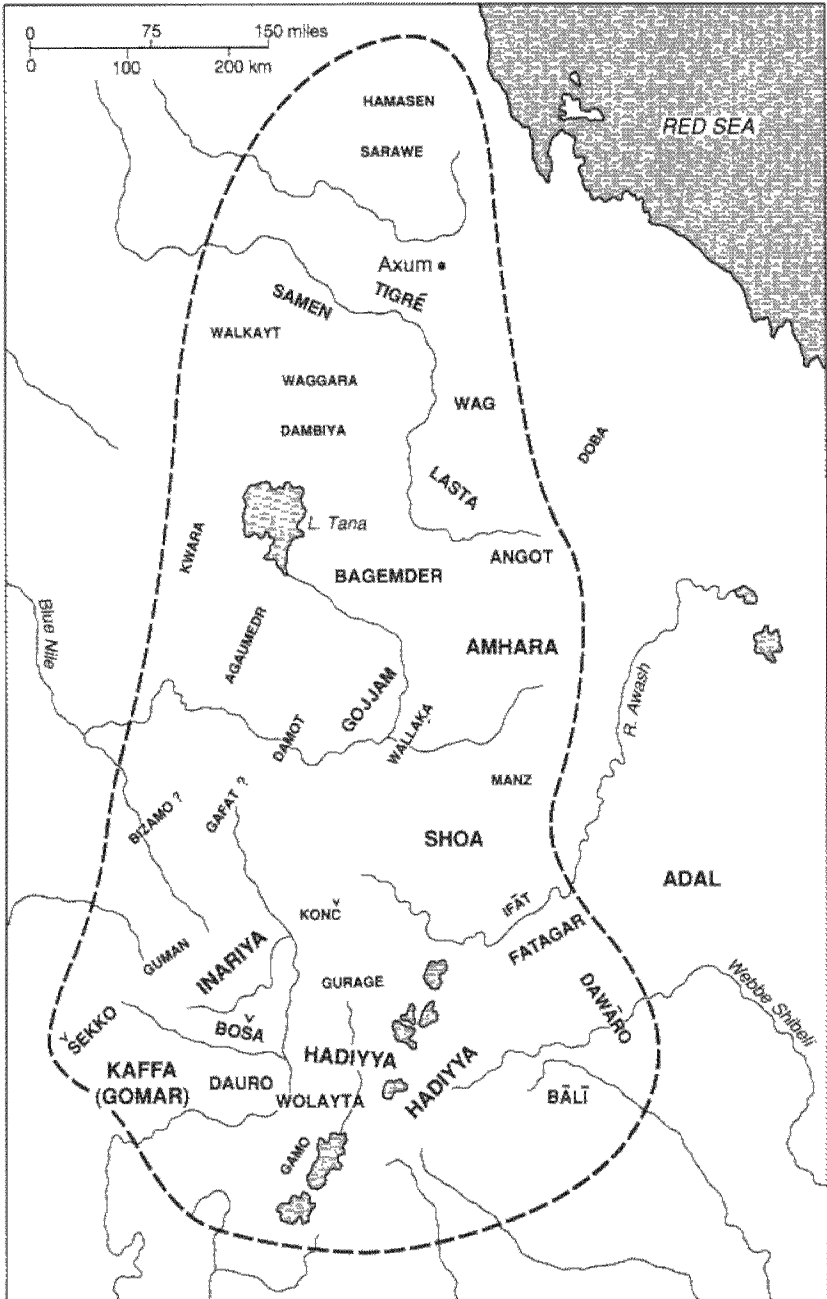 0 75 150 miles
0 100 200 km
HAMASEN
RED SEA
SARAWE
Axum
TIGRÉ
SAMEN
WALKAYT
WAGGARA
WAG
DAMBIYA
DOBA
LASTA
L. Tana
KWARA
ANGOT
BAGEMDER
Blue Nile
AGAUMEDR
AMHARA
GOJJAM
R. Awash
DAMOT
WALLAKA
MANZ
BIZAMO ?
GAFAT ?
SHOA
ADAL
IFĀT
KONČ
FATAGAR
GUMAN
INARIYA
GURAGE
DAWĀRO
Webbe Shibeli
ŠEKKO
BOŠA
HADIYYA
HADIYYA
KAFFA
(GOMAR)
DAURO
WOLAYTA
BĀLĪ
GAMO